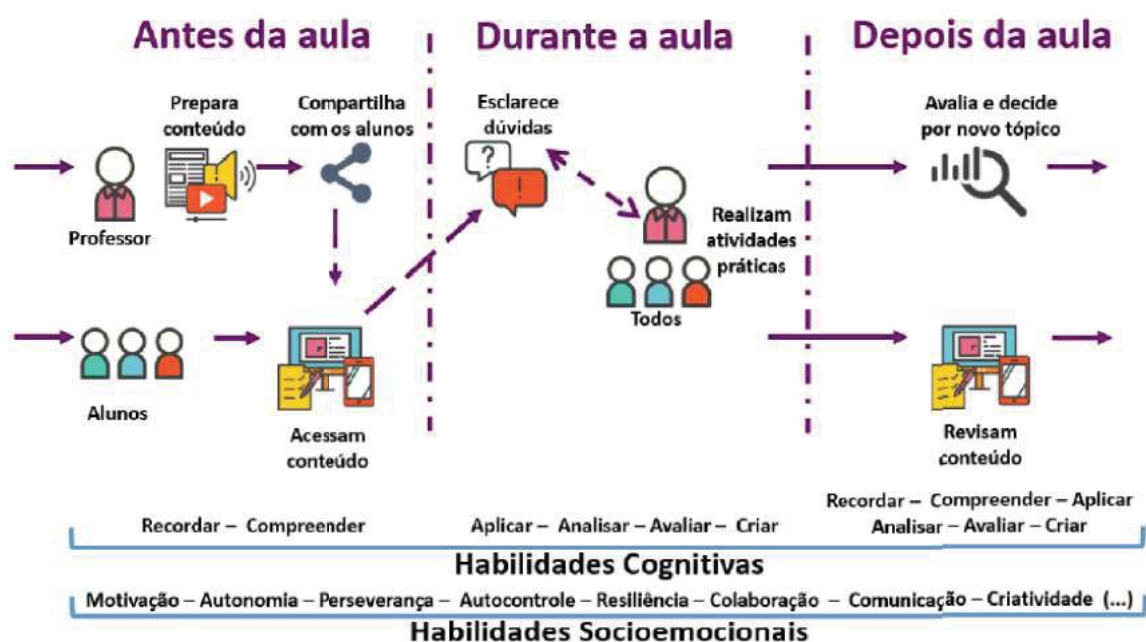 Antes da aula
Durante a aula
Depois da aula
Prepara
conteúdo
Compartilha
com os alunos
Professor
Alunos
Acessam
conteúdo
Esclarece
dúvidas
Realizam
atividades
práticas
Todos
Avalia e decide
por novo tópico
Revisam
conteúdo
Recordar – Compreender
Aplicar – Analisar – Avaliar – Criar
Recordar – Compreender – Aplicar
Analisar – Avaliar – Criar
Habilidades Cognitivas
Motivação – Autonomia – Perseverança – Autocontrole – Resiliência – Colaboração – Comunicação – Criatividade (...)
Habilidades Socioemocionais